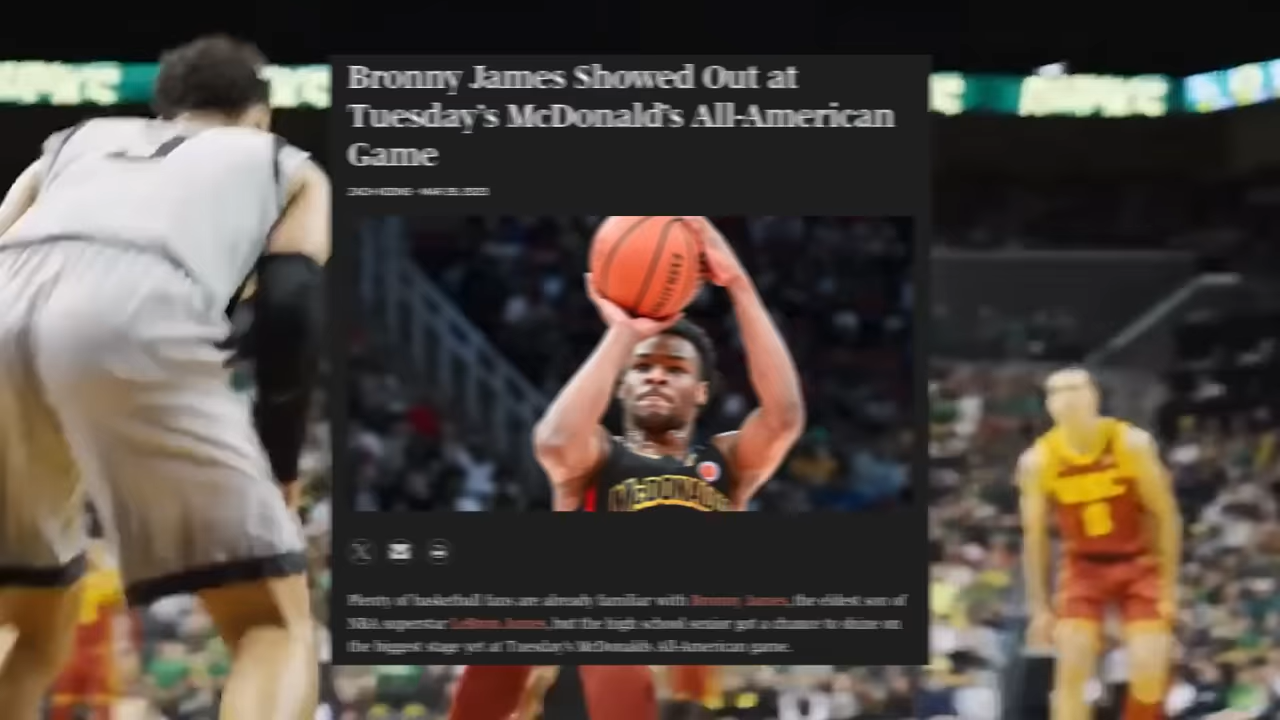 Bronny James Showed Out at
Tuesday's McDonald's All-American
Game
Plenty of basketball fans are already familiar with Bronny James, the eldest son of
NBA superstar LeBron James, but the high school senior got a chance to shine on
the biggest stage yet at Tuesday's McDonald's All-American game.